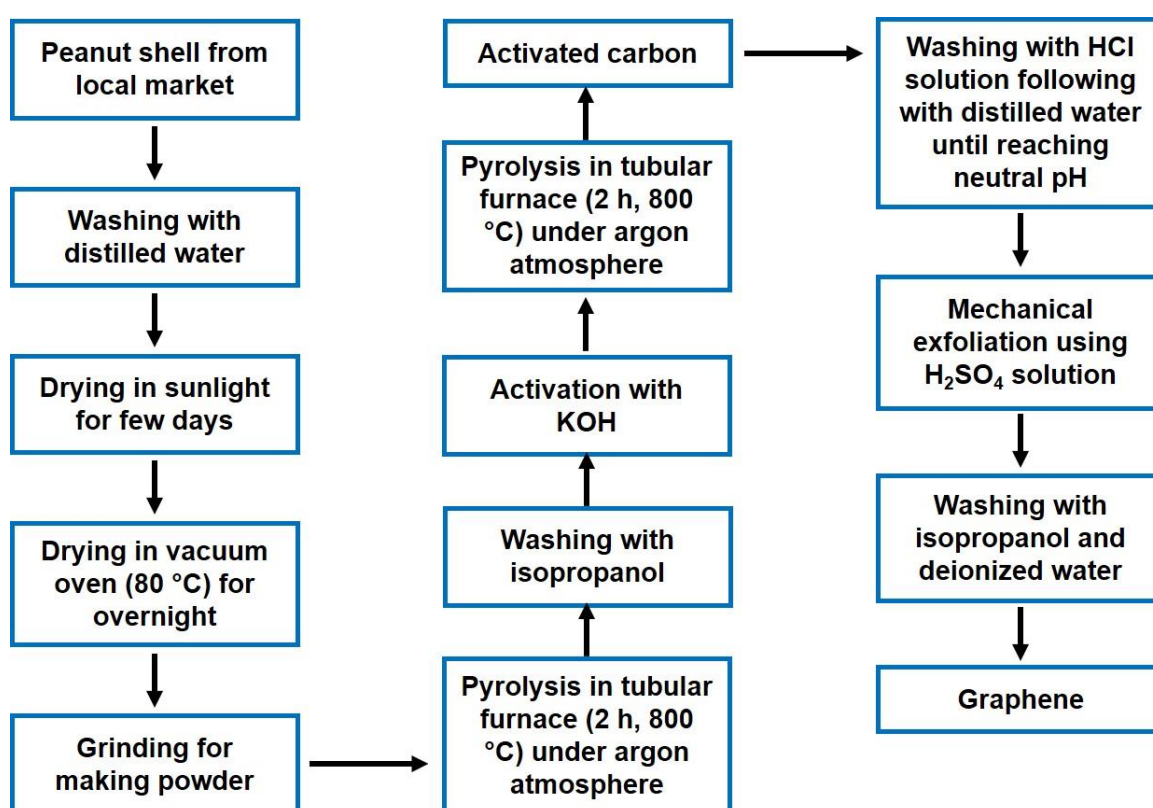 Peanut shell from
local market
Washing with
distilled water
Drying in sunlight
for few days
Drying in vacuum
oven (80 °C) for
overnight
Grinding for
making powder
Pyrolysis in tubular
furnace (2 h, 800
°C) under argon
atmosphere
Washing with
isopropanol
Activation with
KOH
Pyrolysis in tubular
furnace (2 h, 800
°C) under argon
atmosphere
Activated carbon
Washing with HCl
solution following
with distilled water
until reaching
neutral pH
Mechanical
exfoliation using
H₂SO₄ solution
Washing with
isopropanol and
deionized water
Graphene